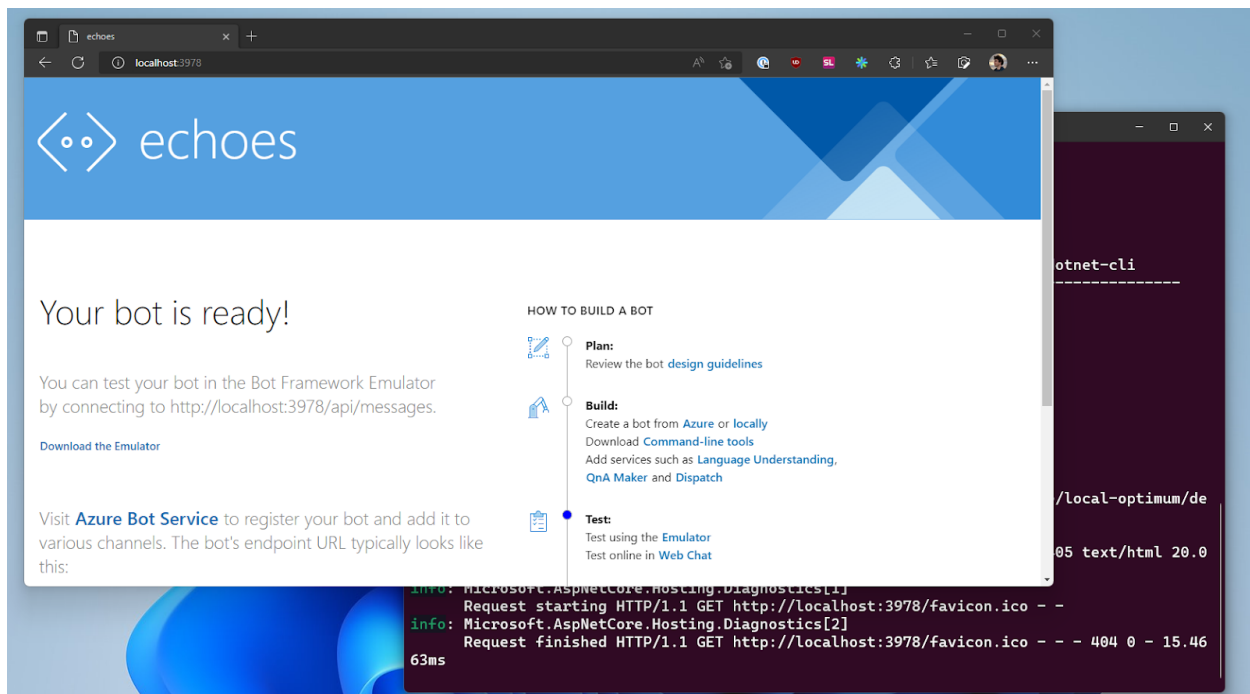 echoes
localhost:3978
echoes
Your bot is ready!
You can test your bot in the Bot Framework Emulator
by connecting to http://localhost:3978/api/messages.
Download the Emulator
Visit Azure Bot Service to register your bot and add it to
various channels. The bot's endpoint URL typically looks like
this:
HOW TO BUILD A BOT
Plan:
Review the bot design guidelines
Build:
Create a bot from Azure or locally
Download Command-line tools
Add services such as Language Understanding,
QnA Maker and Dispatch
Test:
Test using the Emulator
Test online in Web Chat
otnet-cli
---------------
/local-optimum/de
05 text/html 20.0
info: Microsoft.AspNetCore.Hosting.Diagnostics[1]
Request starting HTTP/1.1 GET http://localhost:3978/favicon.ico - -
info: Microsoft.AspNetCore.Hosting.Diagnostics[2]
Request finished HTTP/1.1 GET http://localhost:3978/favicon.ico - - - 404 0 - 15.46
63ms